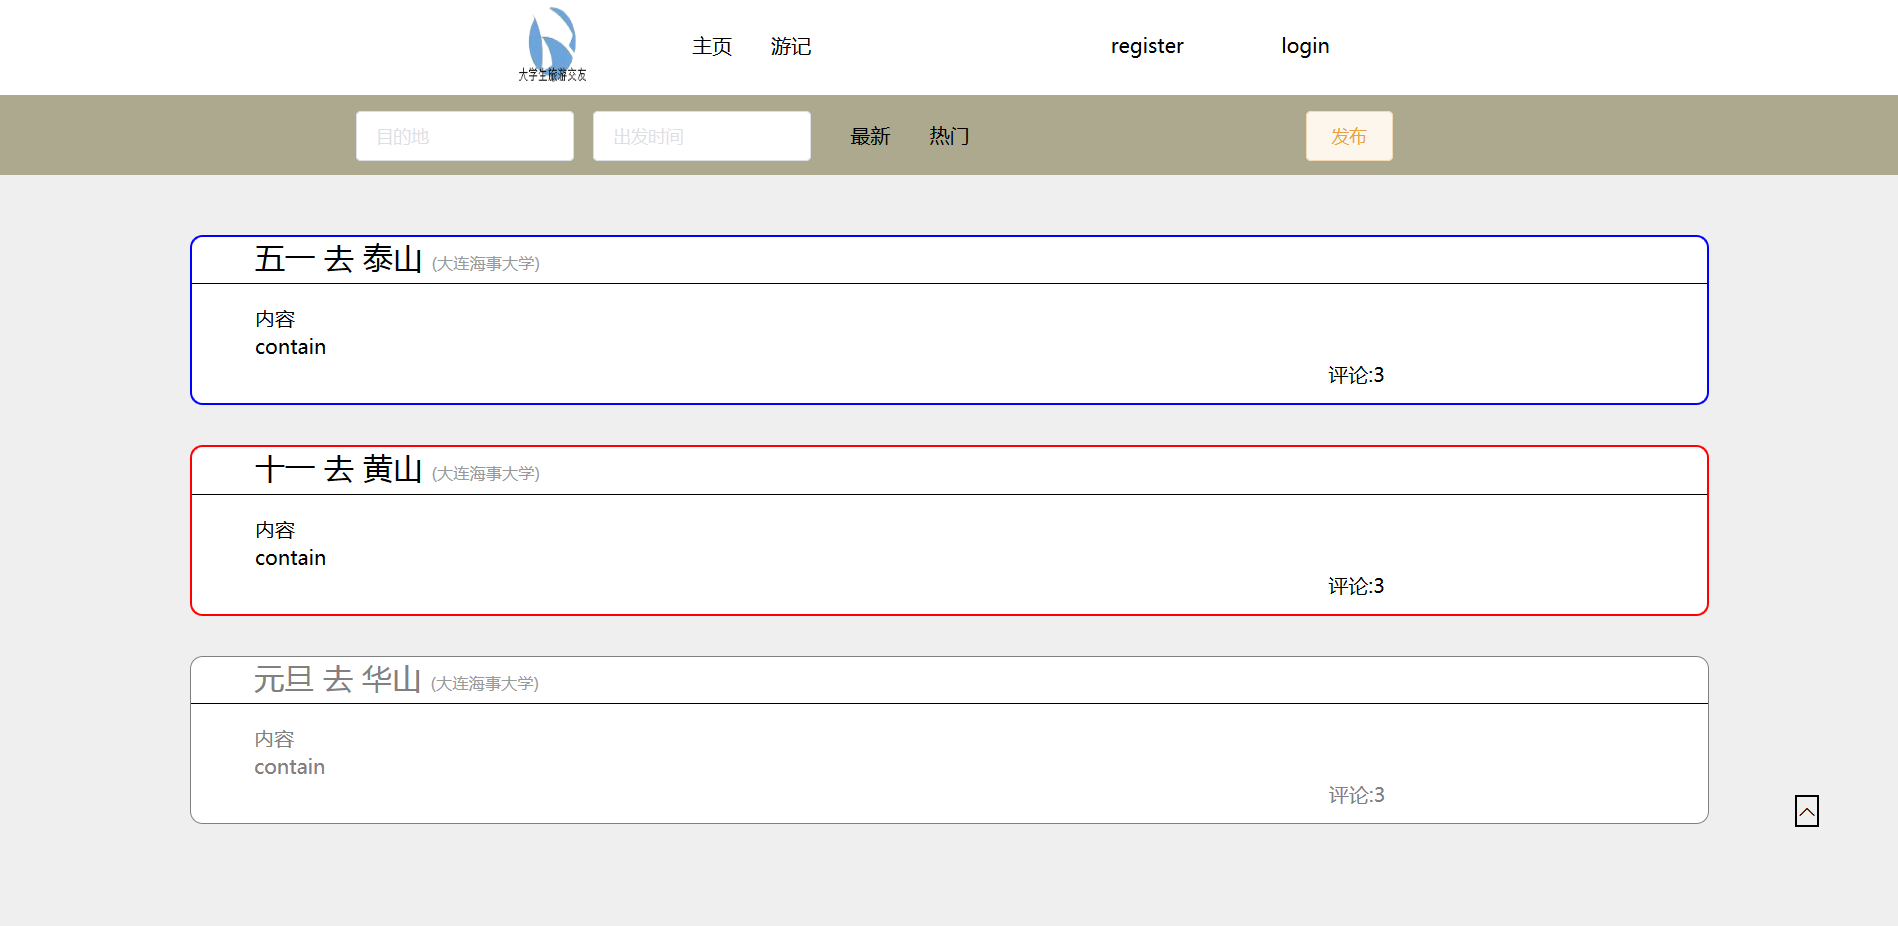 大学生旅游交友
主页 游记 register login
目的地 出发时间 最新 热门 发布
五一 去 泰山 (大连海事大学)
内容
contain
评论:3
十一 去 黄山 (大连海事大学)
内容
contain
评论:3
元旦 去 华山 (大连海事大学)
内容
contain
评论:3